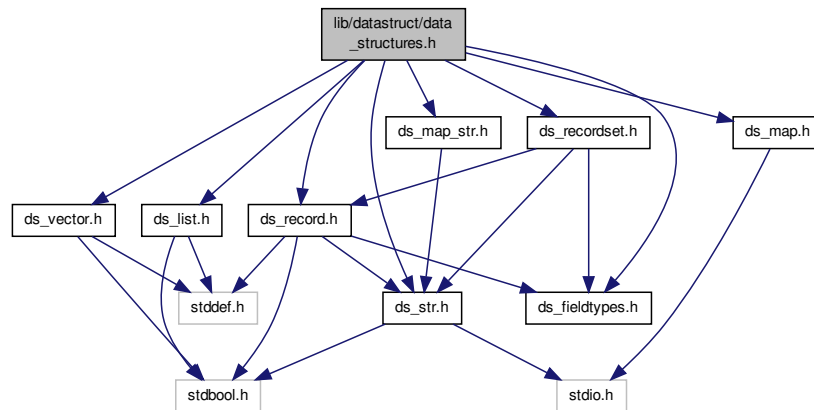 lib/datastruct/data
_structures.h
ds_map_str.h
ds_recordset.h
ds_map.h
ds_vector.h
ds_list.h
ds_record.h
stddef.h
ds_str.h
ds_fieldtypes.h
stdbool.h
stdio.h